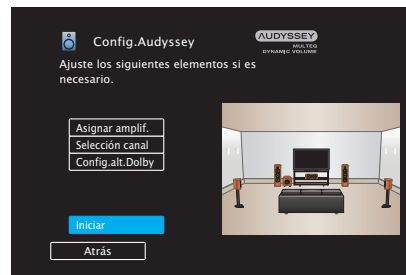 Config.Audyssey
AUDYSSEY
MULTEQ
DYNAMIC VOLUME
Ajuste los siguientes elementos si es
necesario.
Asignar amplif.
Selección canal
Config.alt.Dolby
Iniciar
Atrás